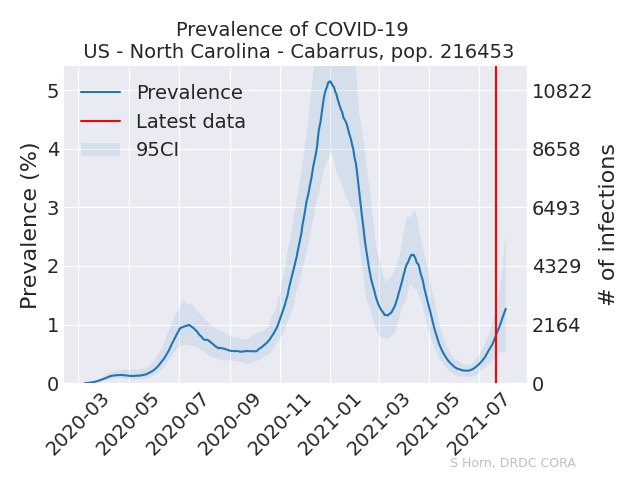 Prevalence of COVID-19
US - North Carolina - Cabarrus, pop. 216453
Prevalence
Latest data
95CI
Prevalence (%)
5
4
3
2
1
0
10822
8658
6493
4329
2164
0
# of infections
2020-03
2020-05
2020-07
2020-09
2020-11
2021-01
2021-03
2021-05
2021-07
S Horn, DRDC CORA